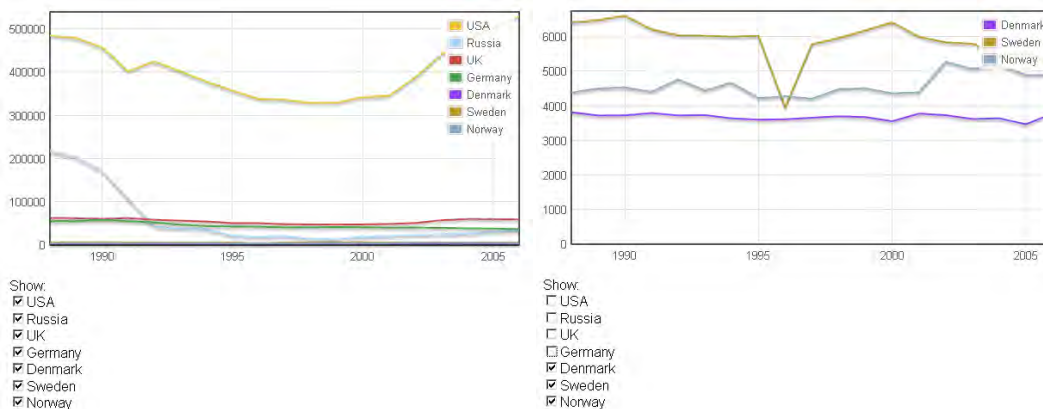 500000
400000
300000
200000
100000
0
1990
1995
2000
2005
USA
Russia
UK
Germany
Denmark
Sweden
Norway
Show:
USA
Russia
UK
Germany
Denmark
Sweden
Norway
6000
5000
4000
3000
2000
1000
0
1990
1995
2000
2005
Denmark
Sweden
Norway
Show:
USA
Russia
UK
Germany
Denmark
Sweden
Norway